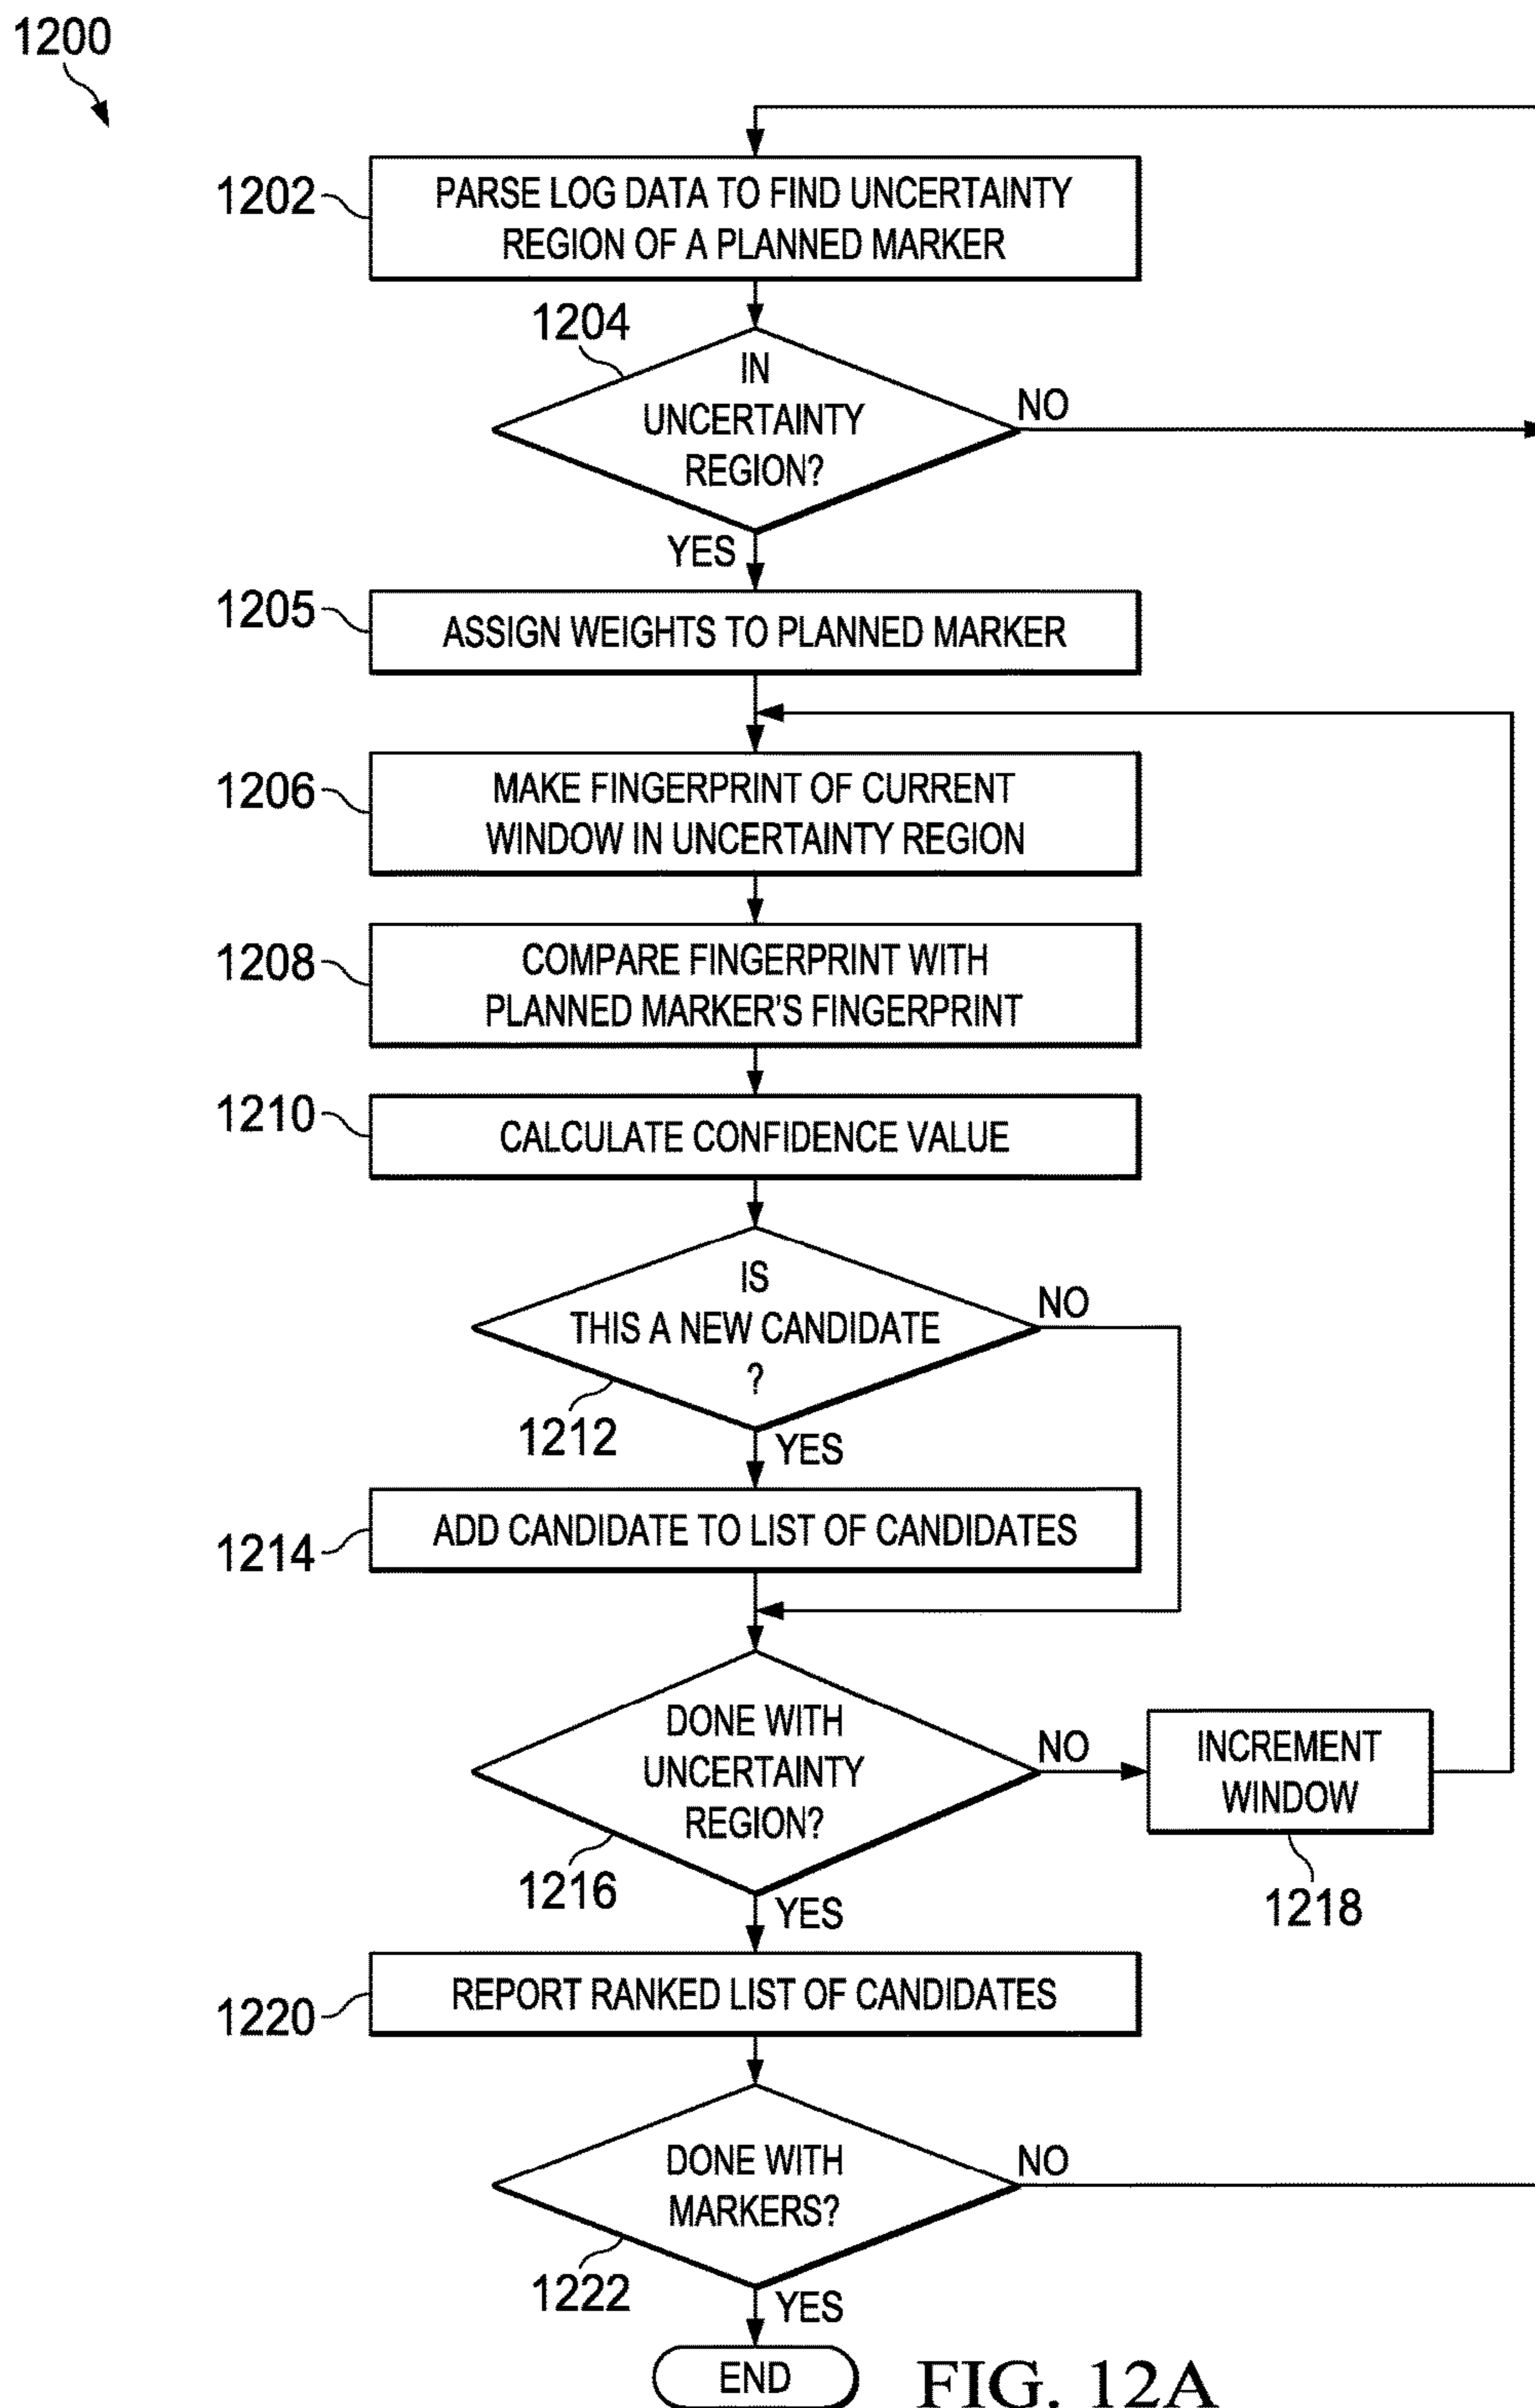 1200
1202
PARSE LOG DATA TO FIND UNCERTAINTY
REGION OF A PLANNED MARKER
1204
IN
UNCERTAINTY
REGION?
NO
YES
1205
ASSIGN WEIGHTS TO PLANNED MARKER
1206
MAKE FINGERPRINT OF CURRENT
WINDOW IN UNCERTAINTY REGION
1208
COMPARE FINGERPRINT WITH
PLANNED MARKER'S FINGERPRINT
1210
CALCULATE CONFIDENCE VALUE
IS
THIS A NEW CANDIDATE
?
NO
1212
YES
1214
ADD CANDIDATE TO LIST OF CANDIDATES
DONE WITH
UNCERTAINTY
REGION?
NO
INCREMENT
WINDOW
1216
1218
YES
1220
REPORT RANKED LIST OF CANDIDATES
DONE WITH
MARKERS?
NO
1222
YES
END
FIG. 12A